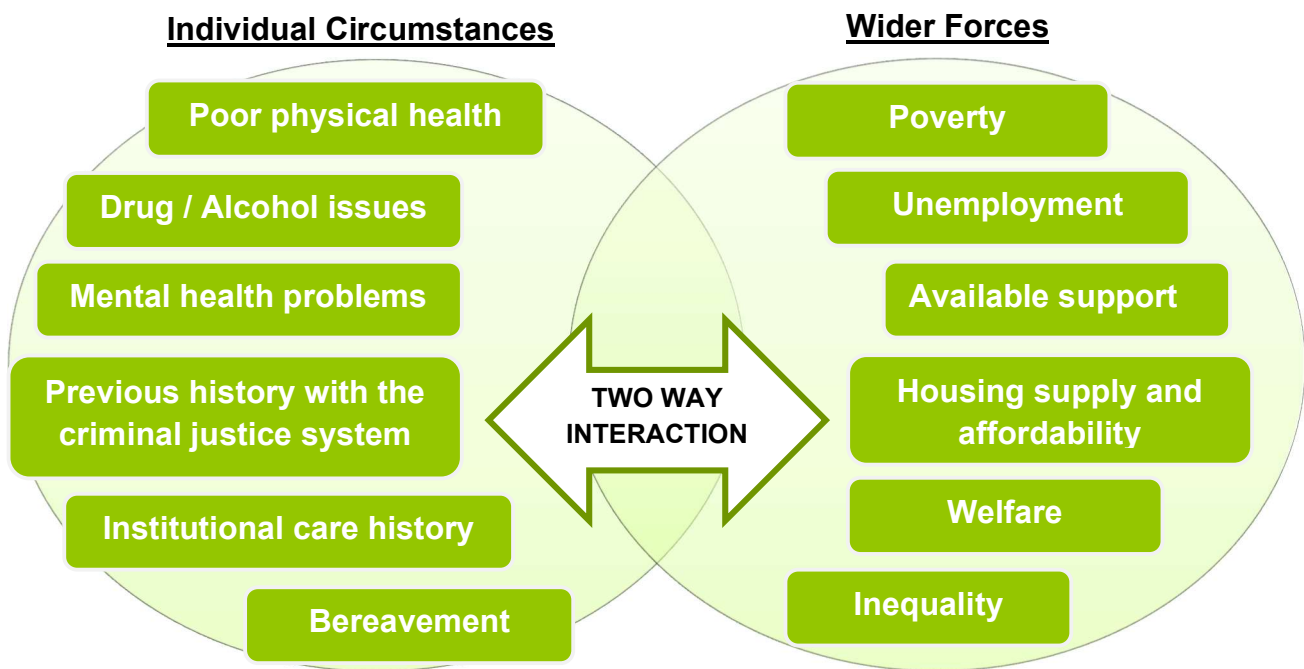 Individual Circumstances
Poor physical health
Drug / Alcohol issues
Mental health problems
Previous history with the
criminal justice system
Institutional care history
Bereavement
TWO WAY
INTERACTION
Wider Forces
Poverty
Unemployment
Available support
Housing supply and
affordability
Welfare
Inequality